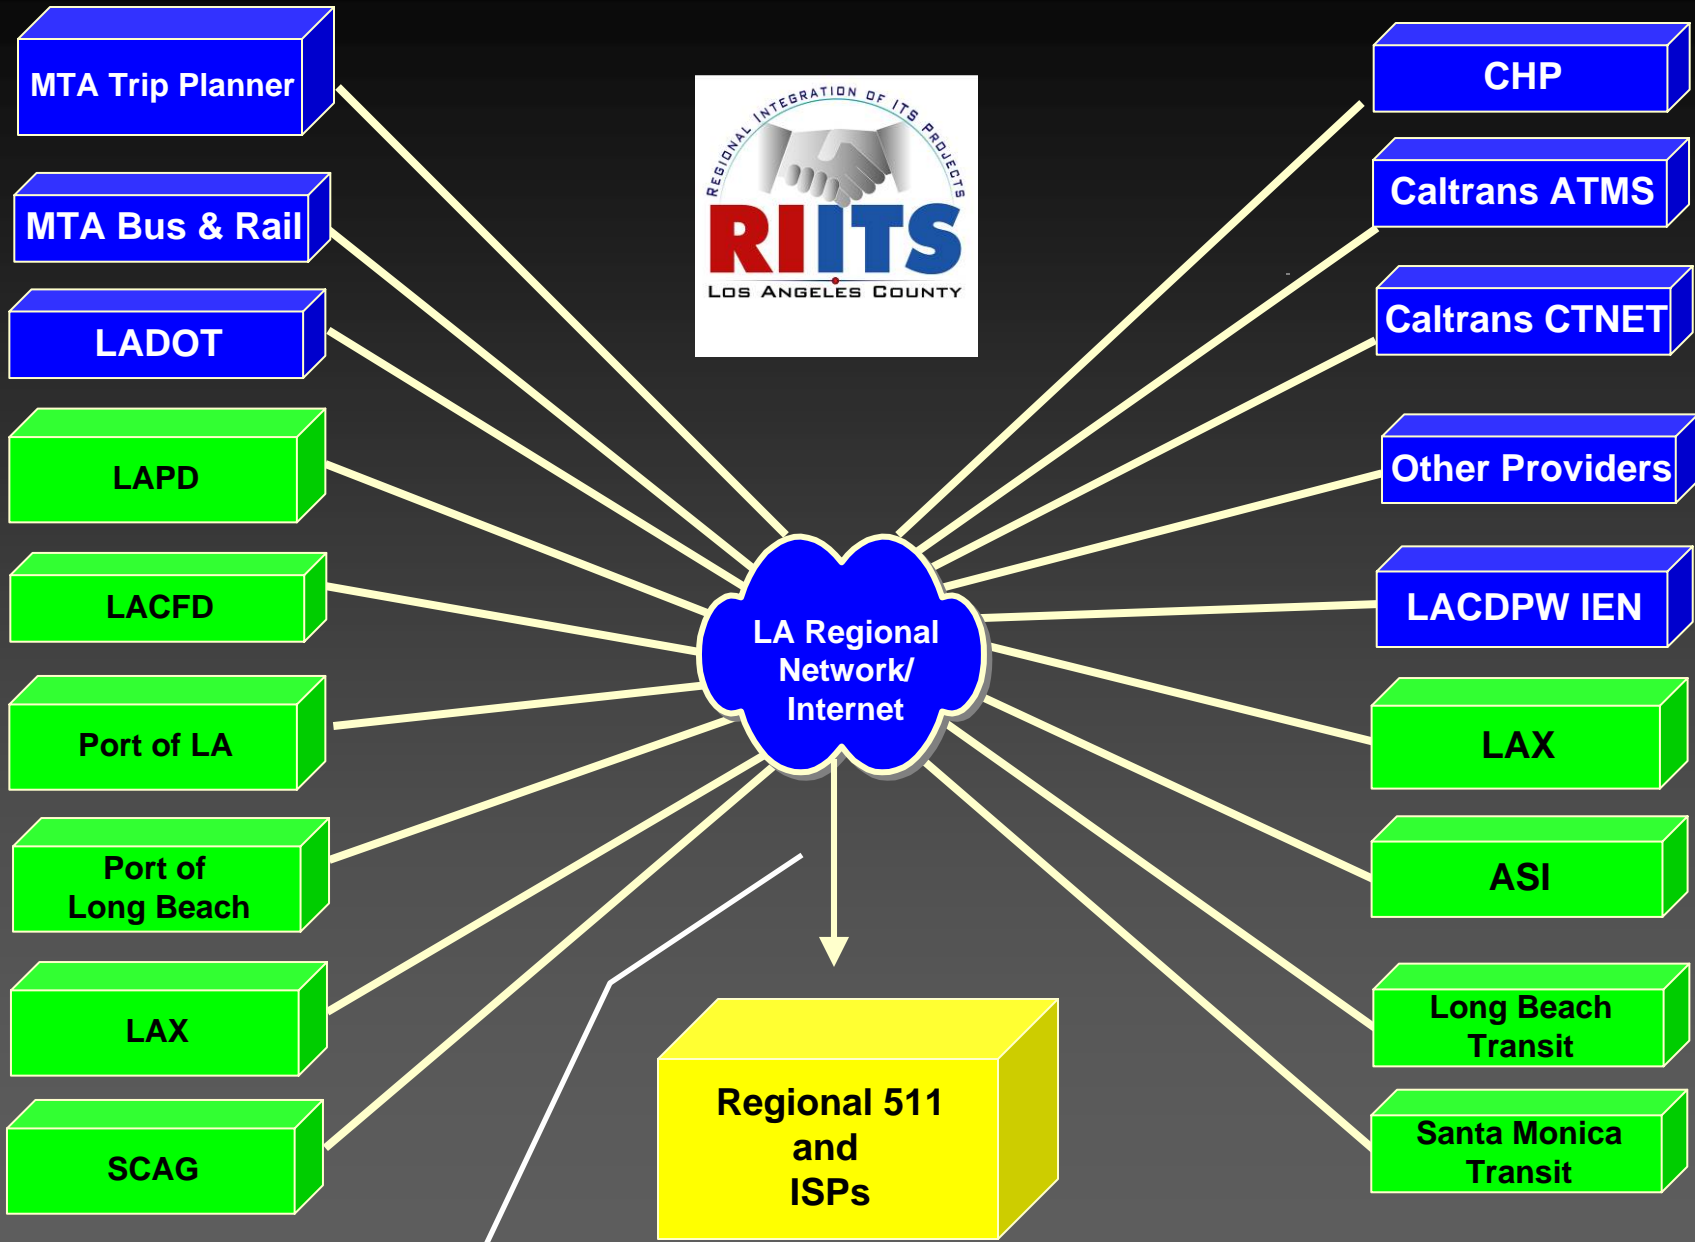 MTA Trip Planner
MTA Bus & Rail
LADOT
LAPD
LACFD
Port of LA
Port of
Long Beach
LAX
SCAG
REGIONAL INTEGRATION OF ITS PROJECTS
RIITS
LOS ANGELES COUNTY
LA Regional
Network/
Internet
Regional 511
and
ISPs
CHP
Caltrans ATMS
Caltrans CTNET
Other Providers
LACDPW IEN
LAX
ASI
Long Beach
Transit
Santa Monica
Transit